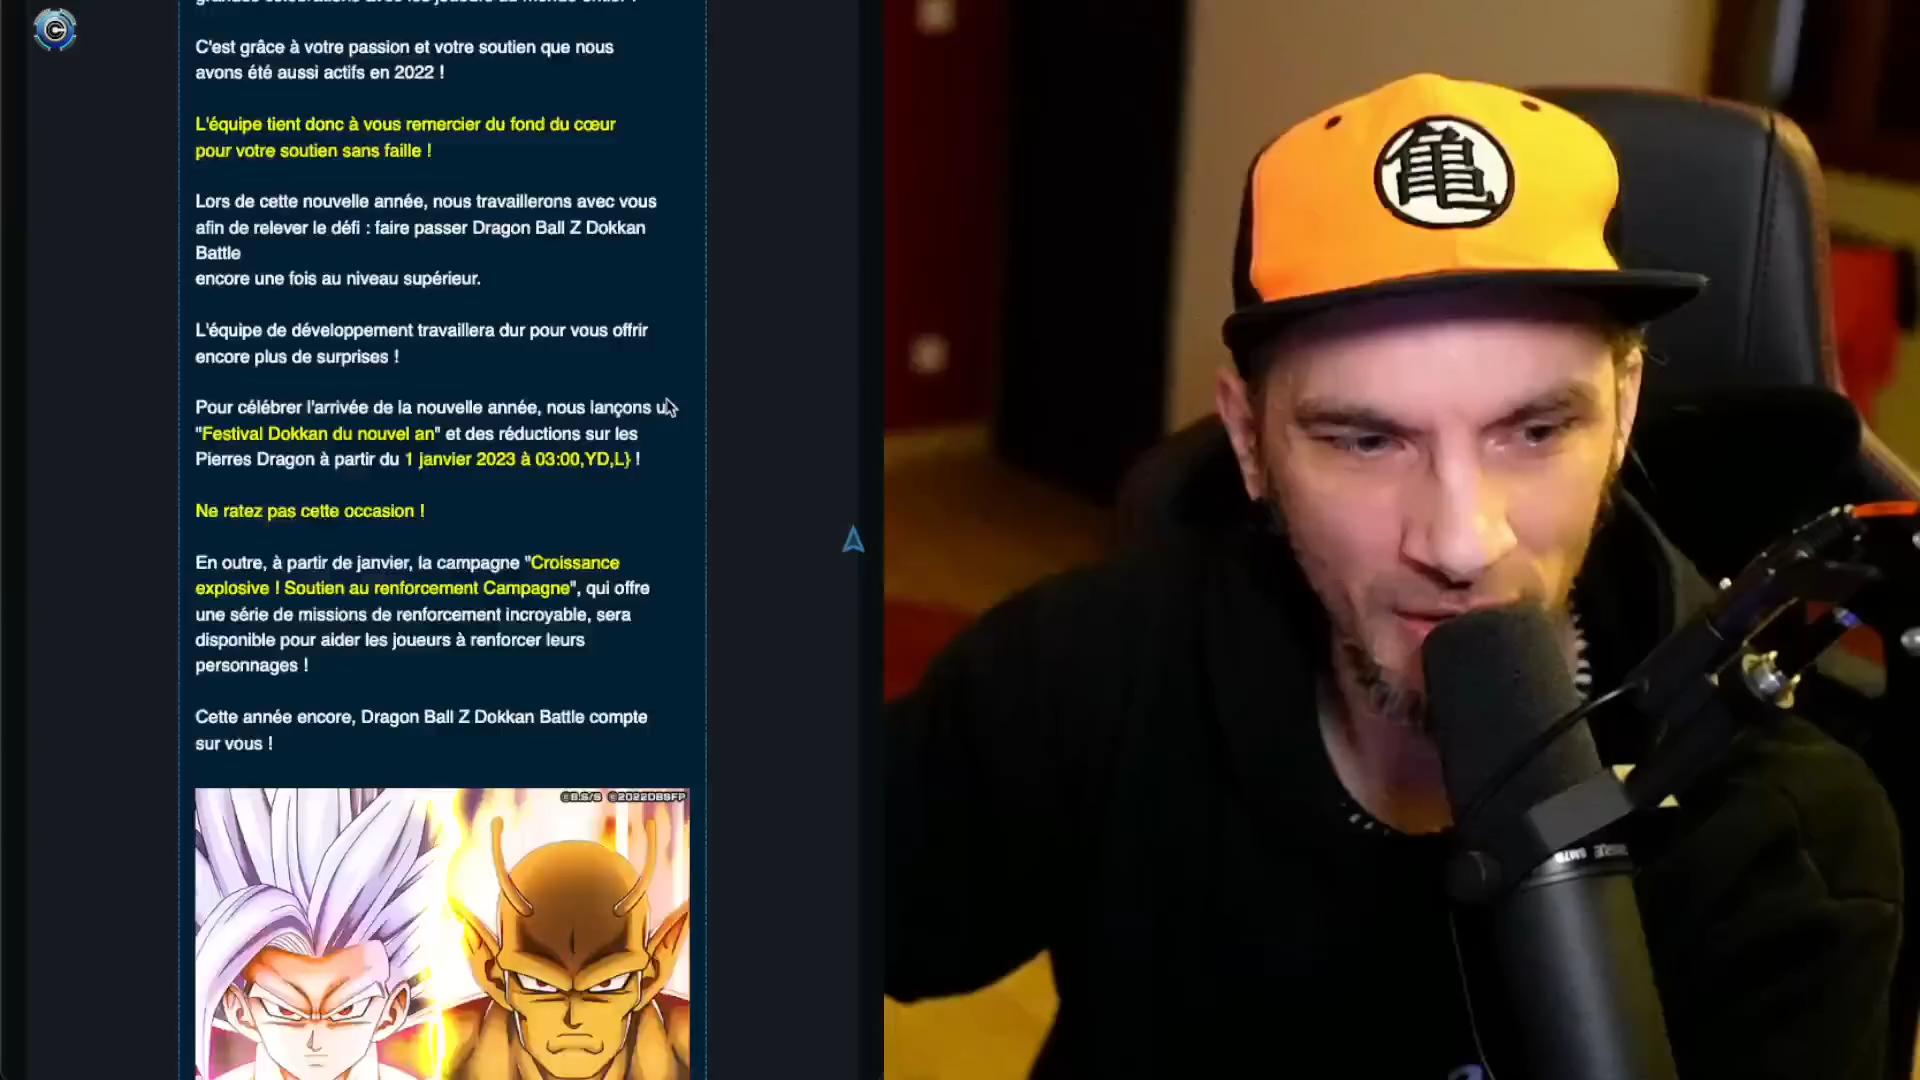 C'est grâce à votre passion et votre soutien que nous
avons été aussi actifs en 2022 !
L'équipe tient donc à vous remercier du fond du cœur
pour votre soutien sans faille !
Lors de cette nouvelle année, nous travaillerons avec vous
afin de relever le défi : faire passer Dragon Ball Z Dokkan
Battle
encore une fois au niveau supérieur.
L'équipe de développement travaillera dur pour vous offrir
encore plus de surprises !
Pour célébrer l'arrivée de la nouvelle année, nous lançons
"Festival Dokkan du nouvel an" et des réductions sur les
Pierres Dragon à partir du 1 janvier 2023 à 03:00,YD,L} !
Ne ratez pas cette occasion !
En outre, à partir de janvier, la campagne "Croissance
explosive ! Soutien au renforcement Campagne", qui offre
une série de missions de renforcement incroyable, sera
disponible pour aider les joueurs à renforcer leurs
personnages !
Cette année encore, Dragon Ball Z Dokkan Battle compte
sur vous !
©B.S/S ©2022DBSFP
亀
SM7B